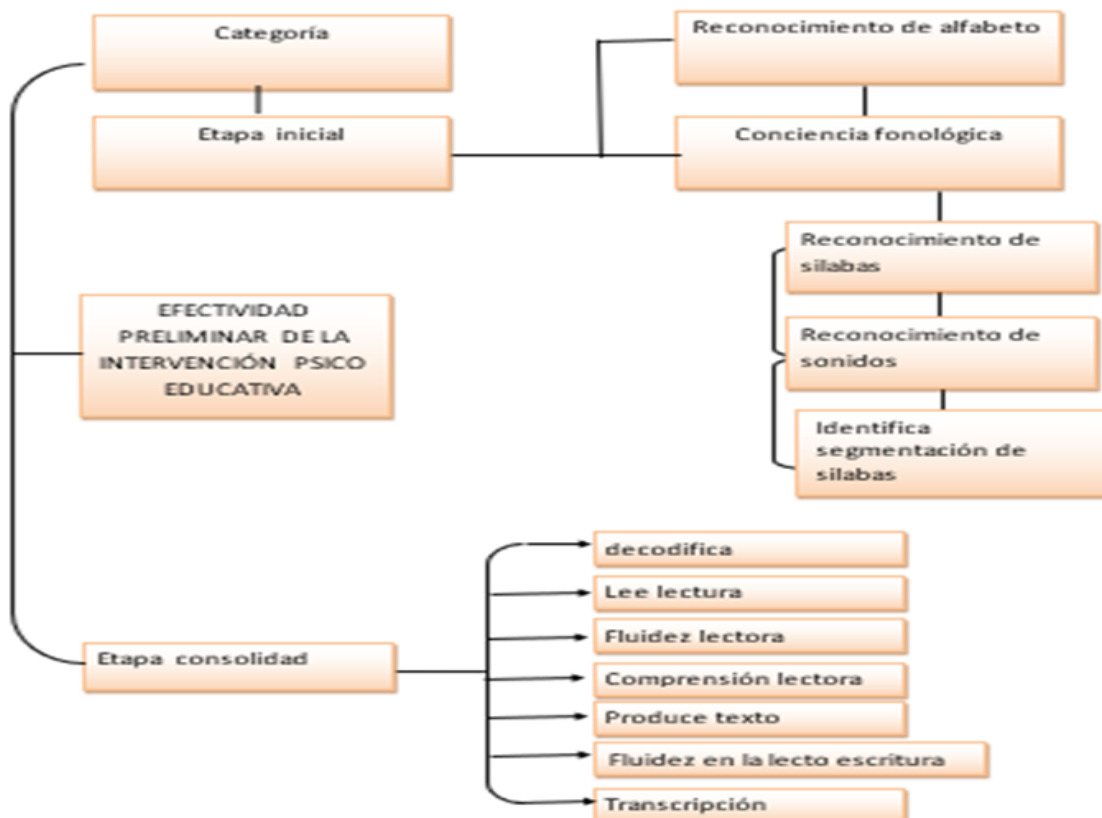 Categoría
Etapa inicial
Reconocimiento de alfabeto
Conciencia fonológica
Reconocimiento de
silabas
Reconocimiento de
sonidos
Identifica
segmentación de
silabas
EFECTIVIDAD
PRELIMINAR DE LA
INTERVENCIÓN PSICO
EDUCATIVA
Etapa consolidad
decodifica
Lee lectura
Fluidez lectora
Comprensión lectora
Produce texto
Fluidez en la lecto escritura
Transcripción